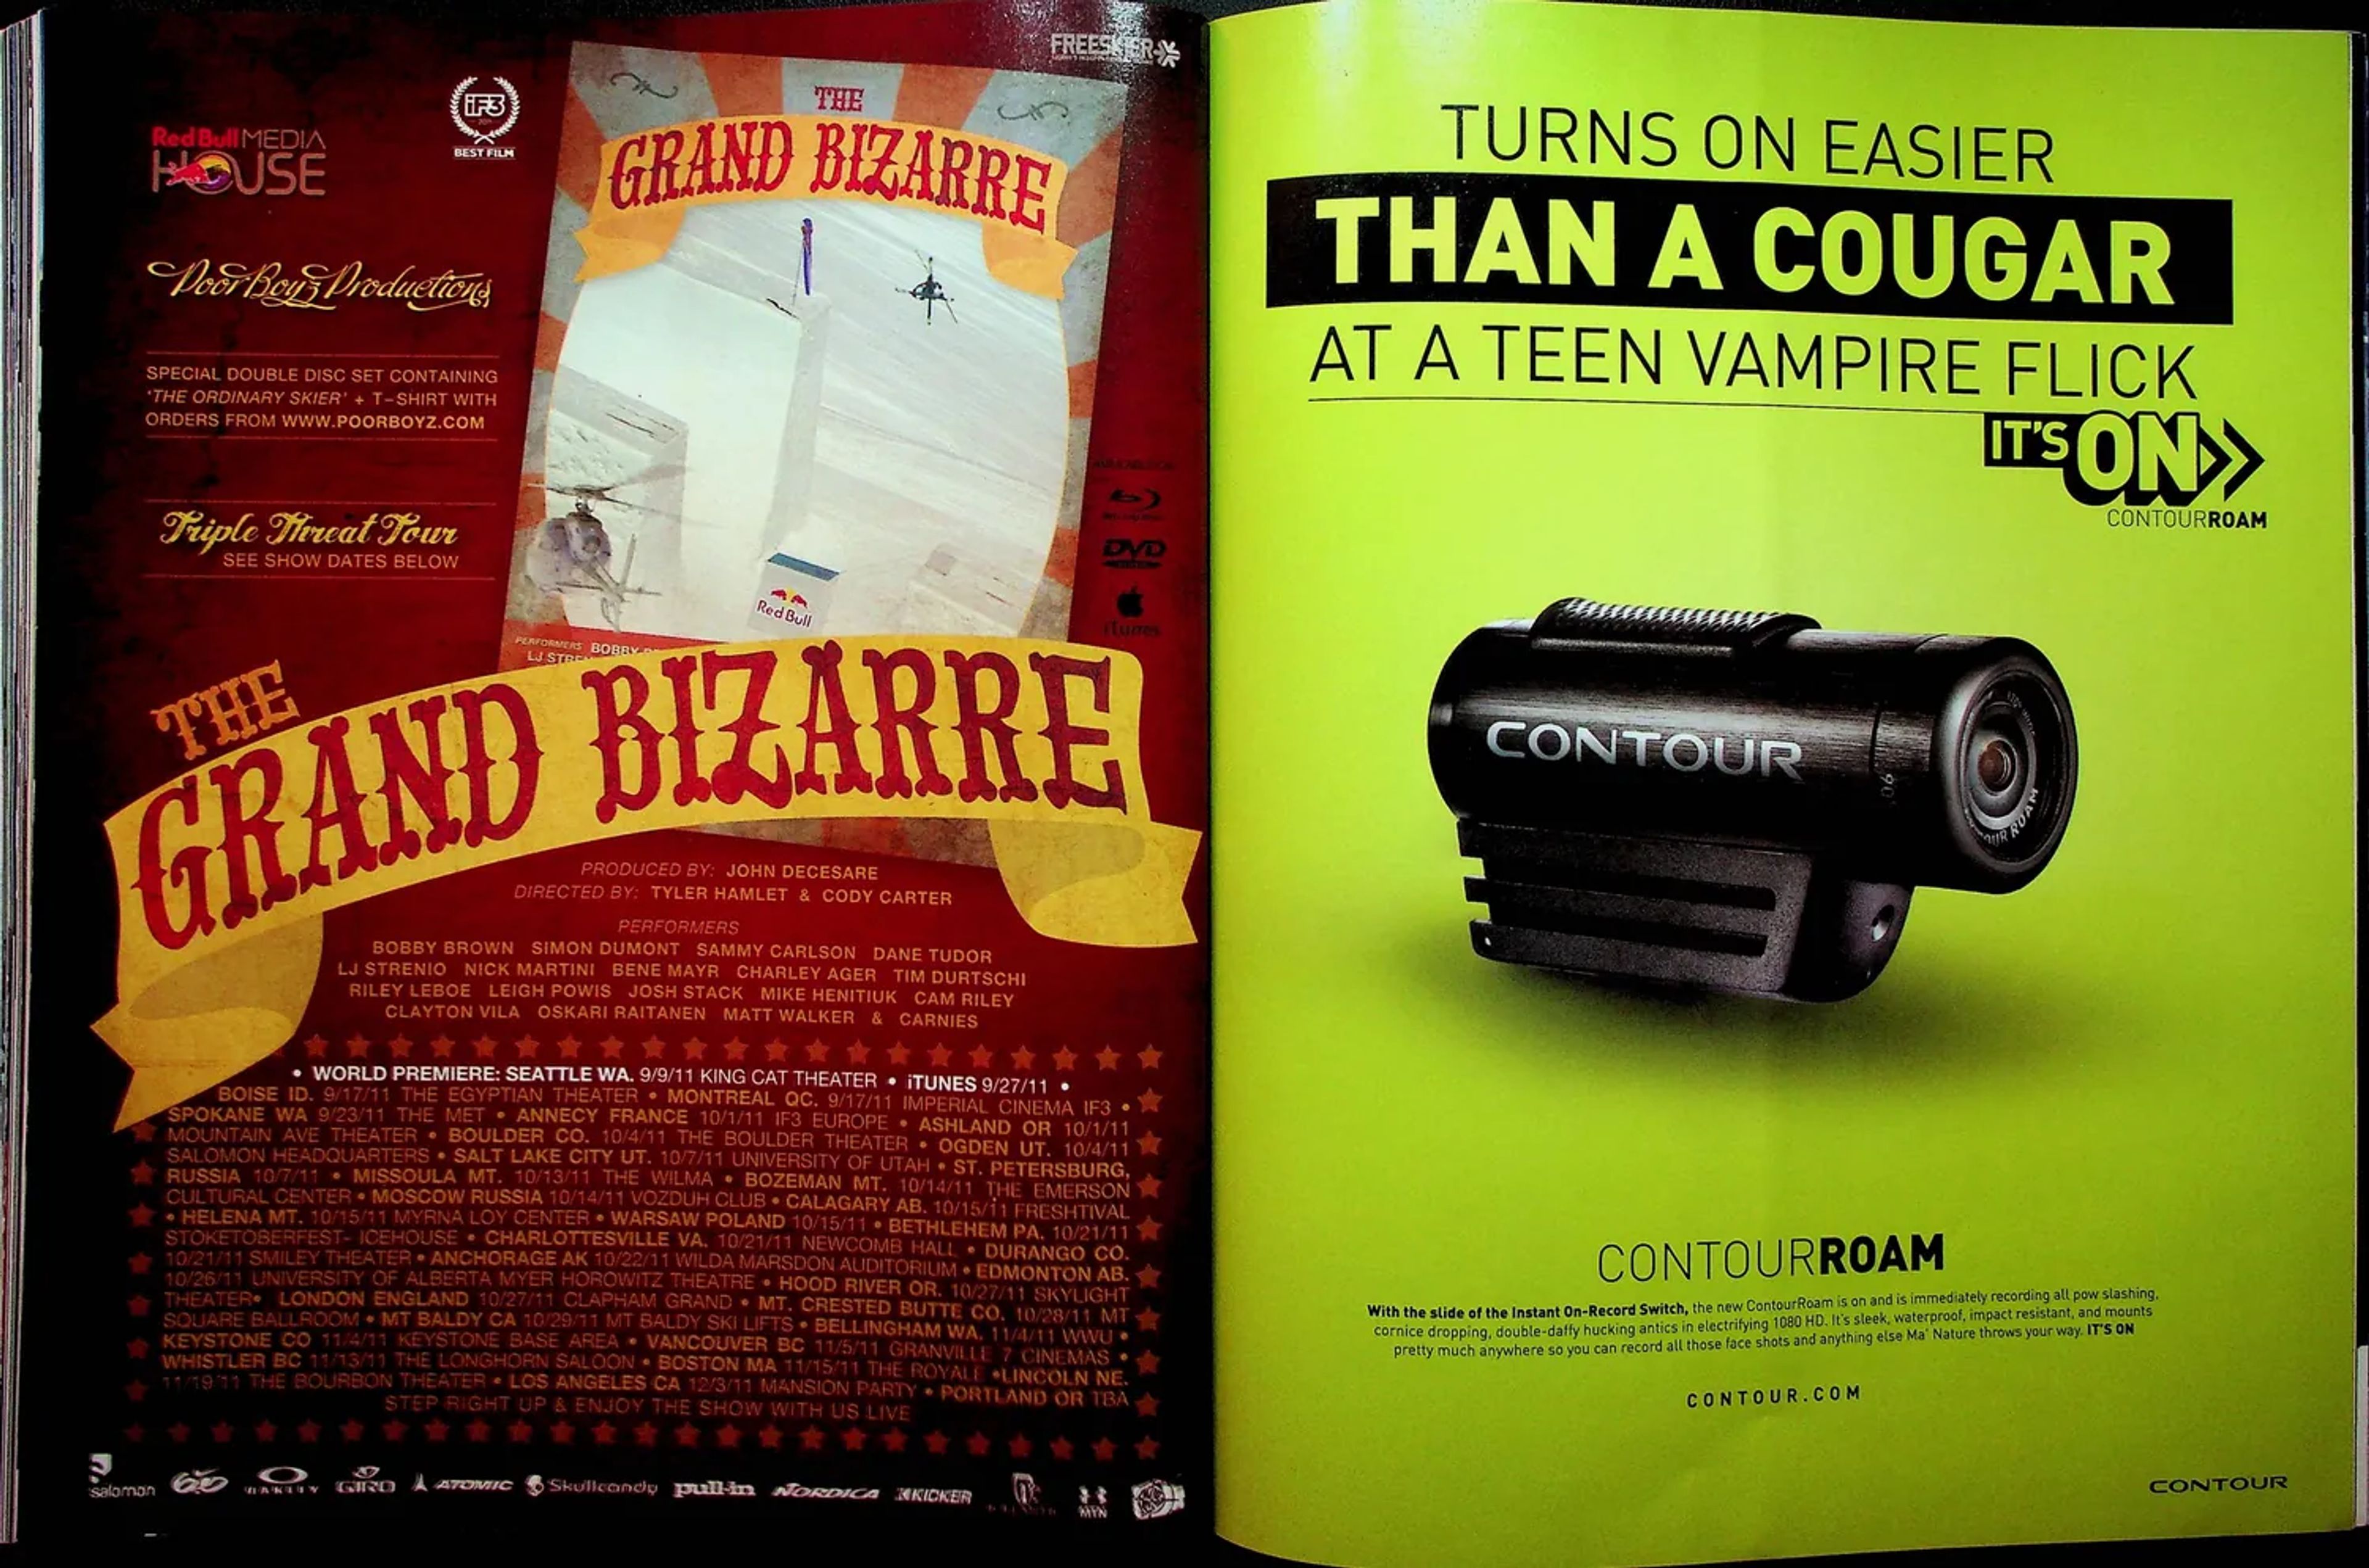 FREESKIER
RedBull MEDIA
HOUSE
iF3
BEST FILM
PoorBoyz Productions
SPECIAL DOUBLE DISC SET CONTAINING
'THE ORDINARY SKIER' + T-SHIRT WITH
ORDERS FROM WWW.POORBOYZ.COM
Triple Threat Tour
SEE SHOW DATES BELOW
THE
GRAND BIZARRE
Red Bull
PERFORMERS BOBBY
LJ
DVD
iTunes
THE
GRAND BIZARRE
PRODUCED BY: JOHN DECESARE
DIRECTED BY: TYLER HAMLET & CODY CARTER
PERFORMERS
BOBBY BROWN SIMON DUMONT SAMMY CARLSON DANE TUDOR
LJ STRENIO NICK MARTINI BENE MAYR CHARLEY AGER TIM DURTSCHI
RILEY LEBOE LEIGH POWIS JOSH STACK MIKE HENITIUK CAM RILEY
CLAYTON VILA OSKARI RAITANEN MATT WALKER & CARNIES
• WORLD PREMIERE: SEATTLE WA. 9/9/11 KING CAT THEATER • iTUNES 9/27/11 •
BOISE ID. 9/17/11 THE EGYPTIAN THEATER • MONTREAL QC. 9/17/11 IMPERIAL CINEMA IF3 •
SPOKANE WA 9/23/11 THE MET • ANNECY FRANCE 10/1/11 IF3 EUROPE • ASHLAND OR 10/1/11
MOUNTAIN AVE THEATER • BOULDER CO. 10/4/11 THE BOULDER THEATER • OGDEN UT. 10/4/11
SALOMON HEADQUARTERS • SALT LAKE CITY UT. 10/7/11 UNIVERSITY OF UTAH • ST. PETERSBURG,
RUSSIA 10/7/11 • MISSOULA MT. 10/13/11 THE WILMA • BOZEMAN MT. 10/14/11 THE EMERSON
CULTURAL CENTER • MOSCOW RUSSIA 10/14/11 VOZDUH CLUB • CALAGARY AB. 10/15/11 FRESHTIVAL
• HELENA MT. 10/15/11 MYRNA LOY CENTER • WARSAW POLAND 10/15/11 • BETHLEHEM PA. 10/21/11
STOKETOBERFEST- ICEHOUSE • CHARLOTTESVILLE VA. 10/21/11 NEWCOMB HALL • DURANGO CO.
10/21/11 SMILEY THEATER • ANCHORAGE AK 10/22/11 WILDA MARSDON AUDITORIUM • EDMONTON AB.
10/26/11 UNIVERSITY OF ALBERTA MYER HOROWITZ THEATRE • HOOD RIVER OR. 10/27/11 SKYLIGHT
THEATER• LONDON ENGLAND 10/27/11 CLAPHAM GRAND • MT. CRESTED BUTTE CO. 10/28/11 MT
SQUARE BALLROOM • MT BALDY CA 10/29/11 MT BALDY SKI LIFTS • BELLINGHAM WA. 11/4/11 WWU •
KEYSTONE CO 11/4/11 KEYSTONE BASE AREA • VANCOUVER BC 11/5/11 GRANVILLE 7 CINEMAS •
WHISTLER BC 11/13/11 THE LONGHORN SALOON • BOSTON MA 11/15/11 THE ROYALE •LINCOLN NE.
11/19/11 THE BOURBON THEATER • LOS ANGELES CA 12/3/11 MANSION PARTY • PORTLAND OR TBA
STEP RIGHT UP & ENJOY THE SHOW WITH US LIVE
salomon OAKLEY GIRO ATOMIC Skullcandy pull-in NORDICA KICKER
TURNS ON EASIER
THAN A COUGAR
AT A TEEN VAMPIRE FLICK
IT'S ON
CONTOURROAM
CONTOUR
CONTOURROAM
With the slide of the Instant On-Record Switch, the new ContourRoam is on and is immediately recording all pow slashing,
cornice dropping, double-daffy hucking antics in electrifying 1080 HD. It's sleek, waterproof, impact resistant, and mounts
pretty much anywhere so you can record all those face shots and anything else Ma' Nature throws your way. IT'S ON
CONTOUR.COM
CONTOUR